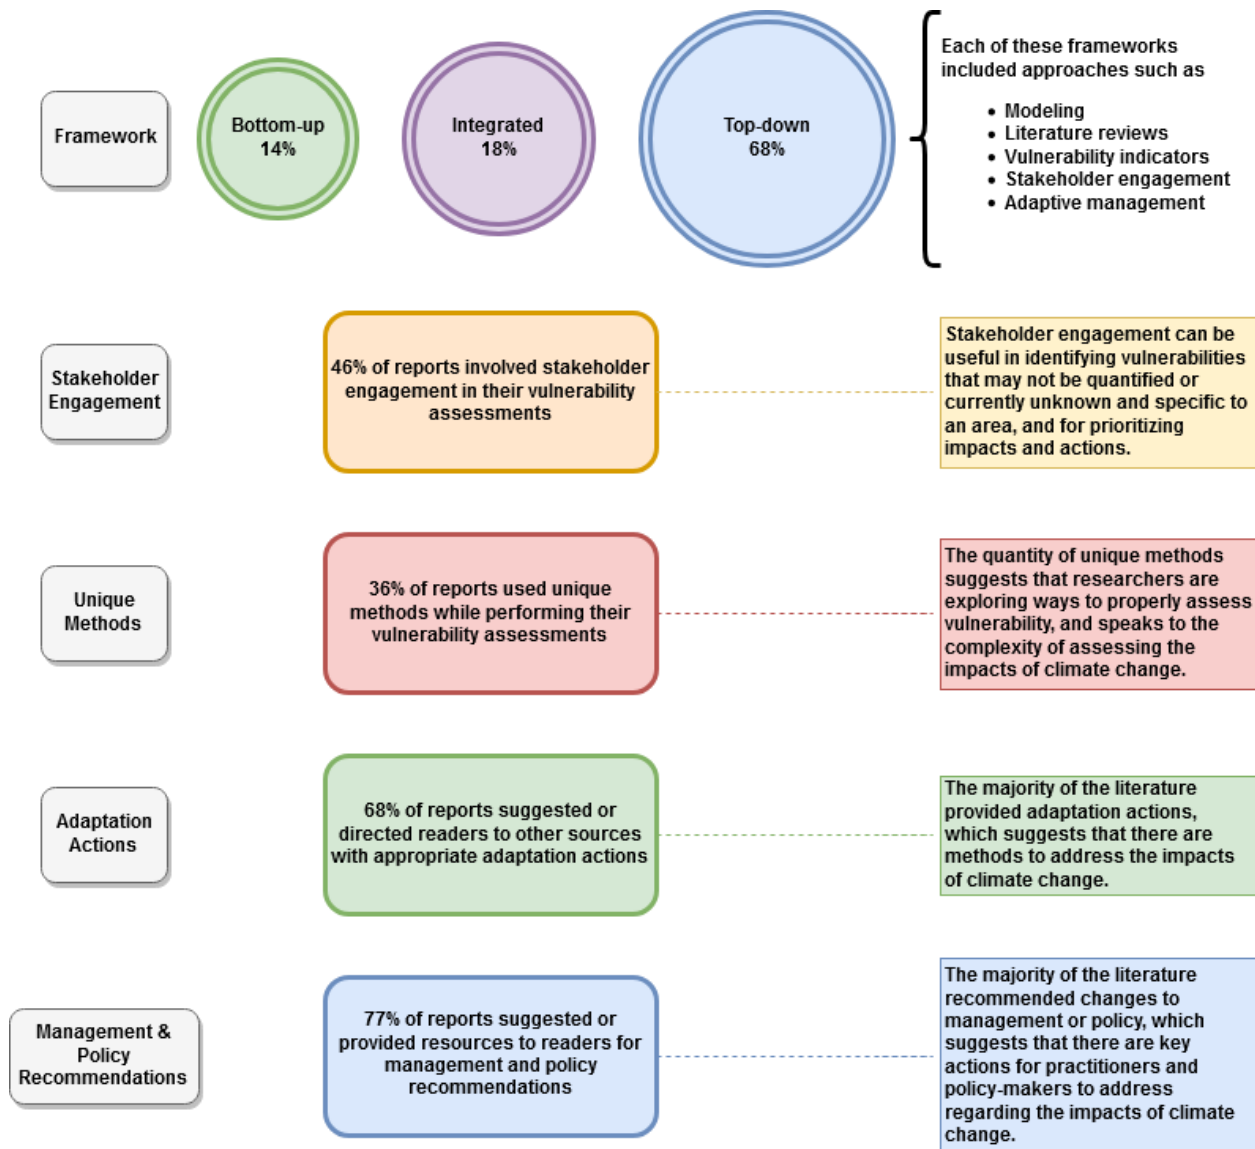 Framework
Bottom-up
14%
Integrated
18%
Top-down
68%
Each of these frameworks
included approaches such as
• Modeling
• Literature reviews
• Vulnerability indicators
• Stakeholder engagement
• Adaptive management
Stakeholder
Engagement
46% of reports involved stakeholder
engagement in their vulnerability
assessments
Stakeholder engagement can be
useful in identifying vulnerabilities
that may not be quantified or
currently unknown and specific to
an area, and for prioritizing
impacts and actions.
Unique
Methods
36% of reports used unique
methods while performing their
vulnerability assessments
The quantity of unique methods
suggests that researchers are
exploring ways to properly assess
vulnerability, and speaks to the
complexity of assessing the
impacts of climate change.
Adaptation
Actions
68% of reports suggested or
directed readers to other sources
with appropriate adaptation actions
The majority of the literature
provided adaptation actions,
which suggests that there are
methods to address the impacts
of climate change.
Management &
Policy
Recommendations
77% of reports suggested or
provided resources to readers for
management and policy
recommendations
The majority of the literature
recommended changes to
management or policy, which
suggests that there are key
actions for practitioners and
policy-makers to address
regarding the impacts of climate
change.